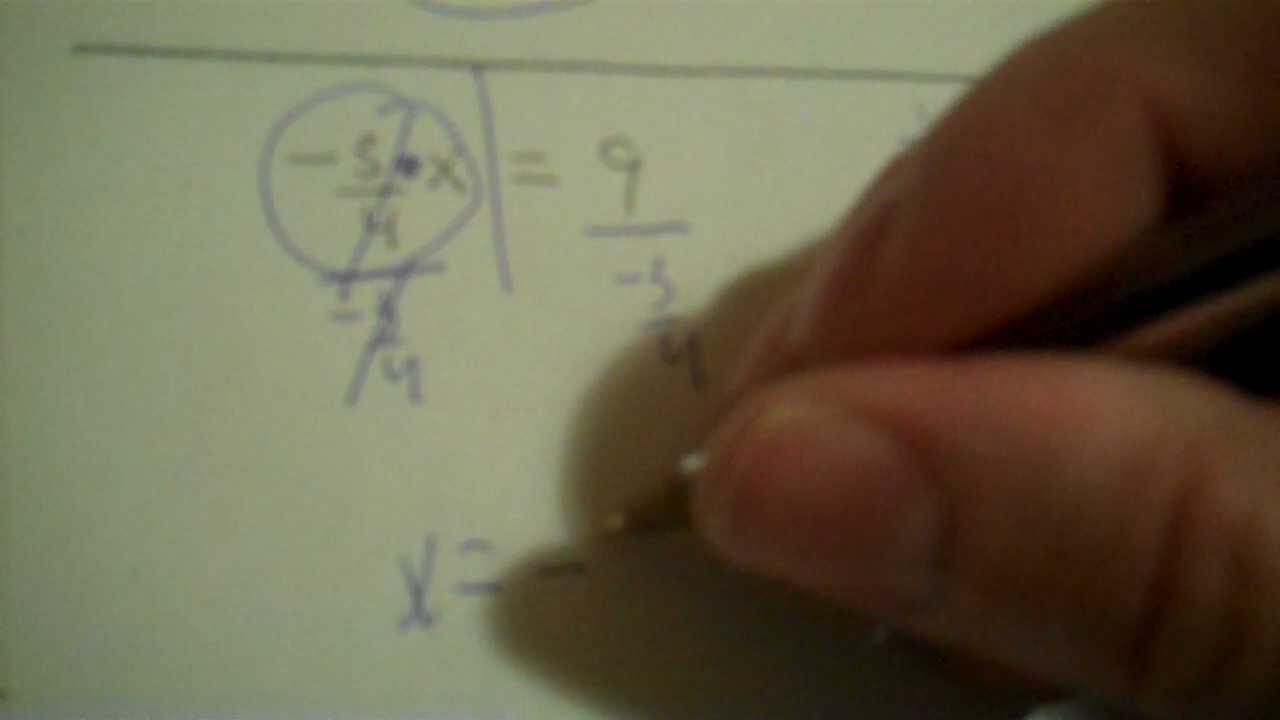 -5/4 • x = 9
-5/4 -5/4
x = -